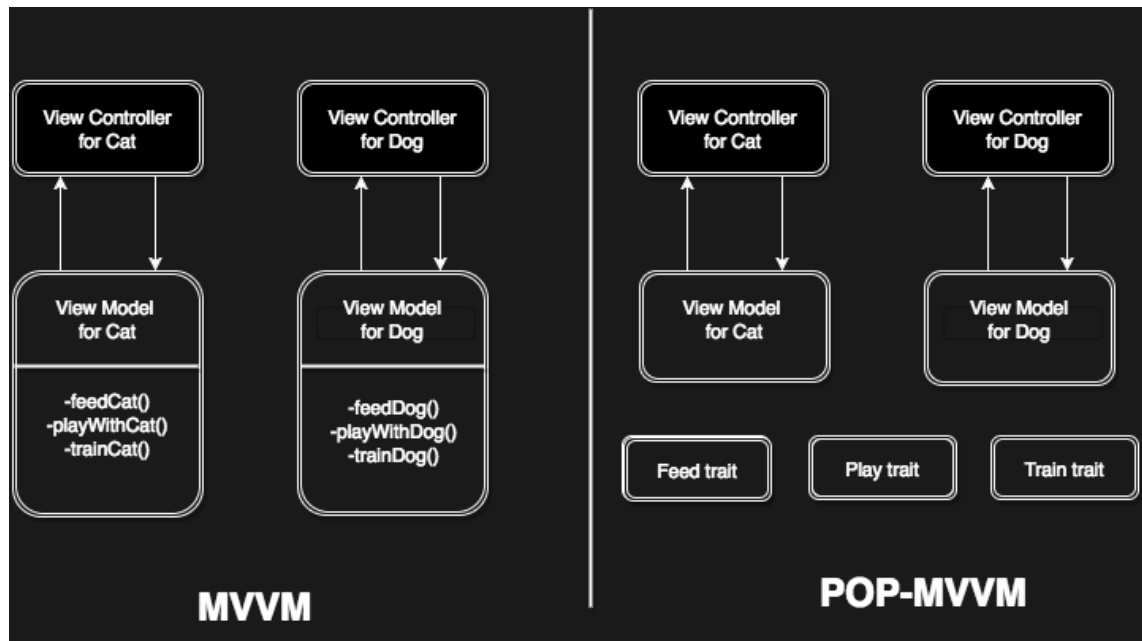 View Controller
for Cat
View Controller
for Dog
View Model
for Cat
-feedCat()
-playWithCat()
-trainCat()
View Model
for Dog
-feedDog()
-playWithDog()
-trainDog()
MVVM
View Controller
for Cat
View Controller
for Dog
View Model
for Cat
View Model
for Dog
Feed trait
Play trait
Train trait
POP-MVVM